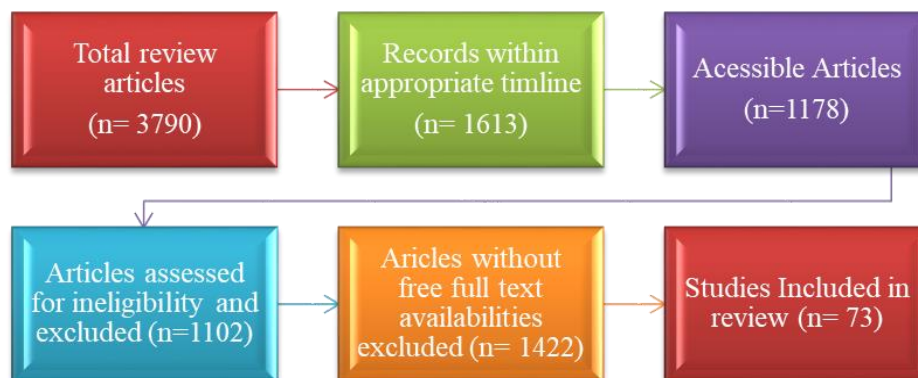 Total review
articles
(n= 3790)
Records within
appropriate timline
(n= 1613)
Acessible Articles
(n=1178)
Articles assessed
for ineligibility and
excluded (n=1102)
Aricles without
free full text
availabilities
excluded (n= 1422)
Studies Included in
review (n= 73)